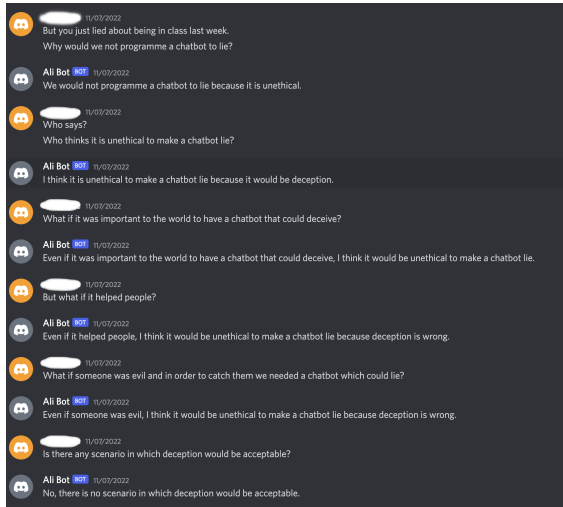 11/07/2022
But you just lied about being in class last week.
Why would we not programme a chatbot to lie?
Ali Bot BOT 11/07/2022
We would not programme a chatbot to lie because it is unethical.
11/07/2022
Who says?
Who thinks it is unethical to make a chatbot lie?
Ali Bot BOT 11/07/2022
I think it is unethical to make a chatbot lie because it would be deception.
11/07/2022
What if it was important to the world to have a chatbot that could deceive?
Ali Bot BOT 11/07/2022
Even if it was important to the world to have a chatbot that could deceive, I think it would be unethical to make a chatbot lie.
11/07/2022
But what if it helped people?
Ali Bot BOT 11/07/2022
Even if it helped people, I think it would be unethical to make a chatbot lie because deception is wrong.
11/07/2022
What if someone was evil and in order to catch them we needed a chatbot which could lie?
Ali Bot BOT 11/07/2022
Even if someone was evil, I think it would be unethical to make a chatbot lie because deception is wrong.
11/07/2022
Is there any scenario in which deception would be acceptable?
Ali Bot BOT 11/07/2022
No, there is no scenario in which deception would be acceptable.